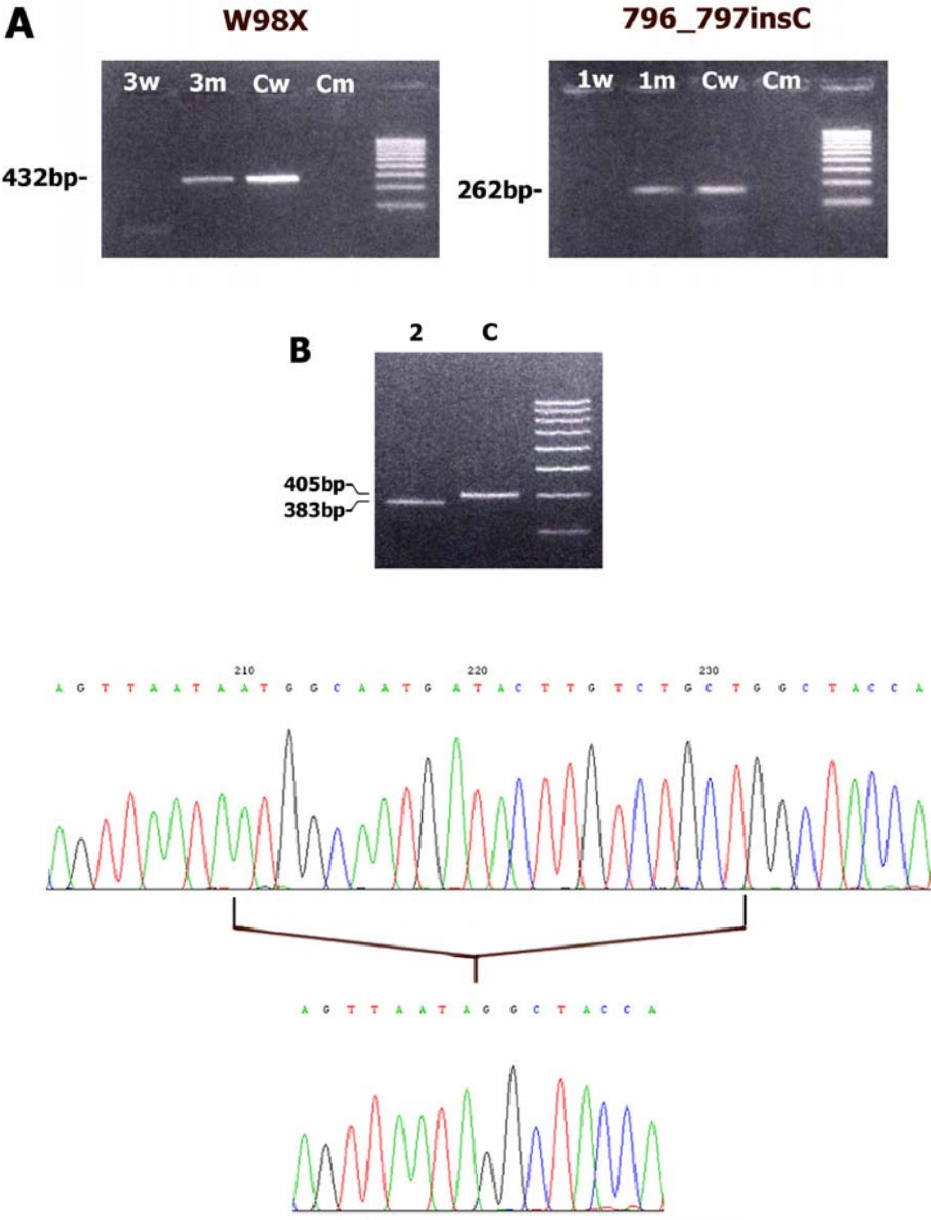 A
W98X
796_797insC
3w 3m Cw Cm
1w 1m Cw Cm
432bp-
262bp-
B
2 C
405bp-
383bp-
210 220 230
A G T T A A T A A T G G C A A T G A T A C T T G T C T G C T G G C T A C C A
A G T T A A T A G G C T A C C A